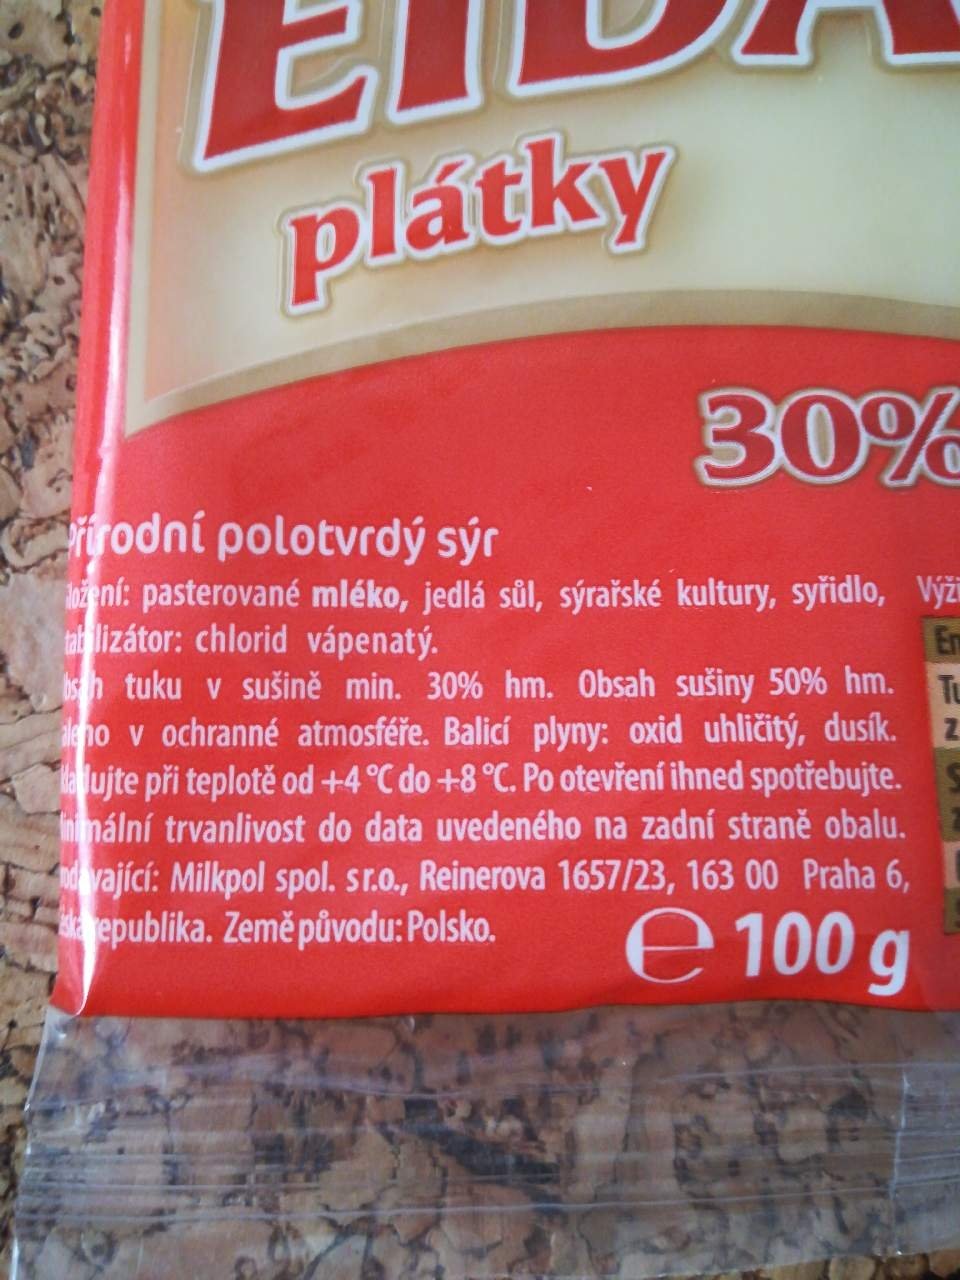 plátky
30%
Přírodní polotvrdý sýr
pasterované mléko, jedlá sůl, sýrařské kultury, syřidlo,
chlorid vápenatý.
tuku v sušině min. 30% hm. Obsah sušiny 50% hm.
v ochranné atmosféře. Balicí plyny: oxid uhličitý, dusík.
při teplotě od +4 °C do +8 °C. Po otevření ihned spotřebujte.
trvanlivost do data uvedeného na zadní straně obalu.
Milkpol spol. s r.o., Reinerova 1657/23, 163 00 Praha 6,
republika. Země původu: Polsko.
e 100 g